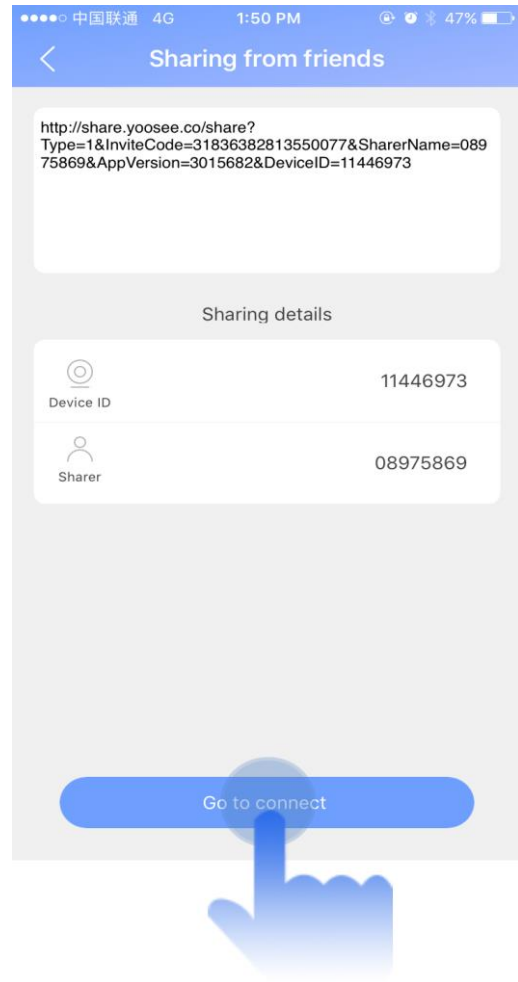 中国联通 4G 1:50 PM 47%
Sharing from friends
http://share.yoosee.co/share?
Type=1&InviteCode=31836382813550077&SharerName=089
75869&AppVersion=3015682&DeviceID=11446973
Sharing details
Device ID 11446973
Sharer 08975869
Go to connect